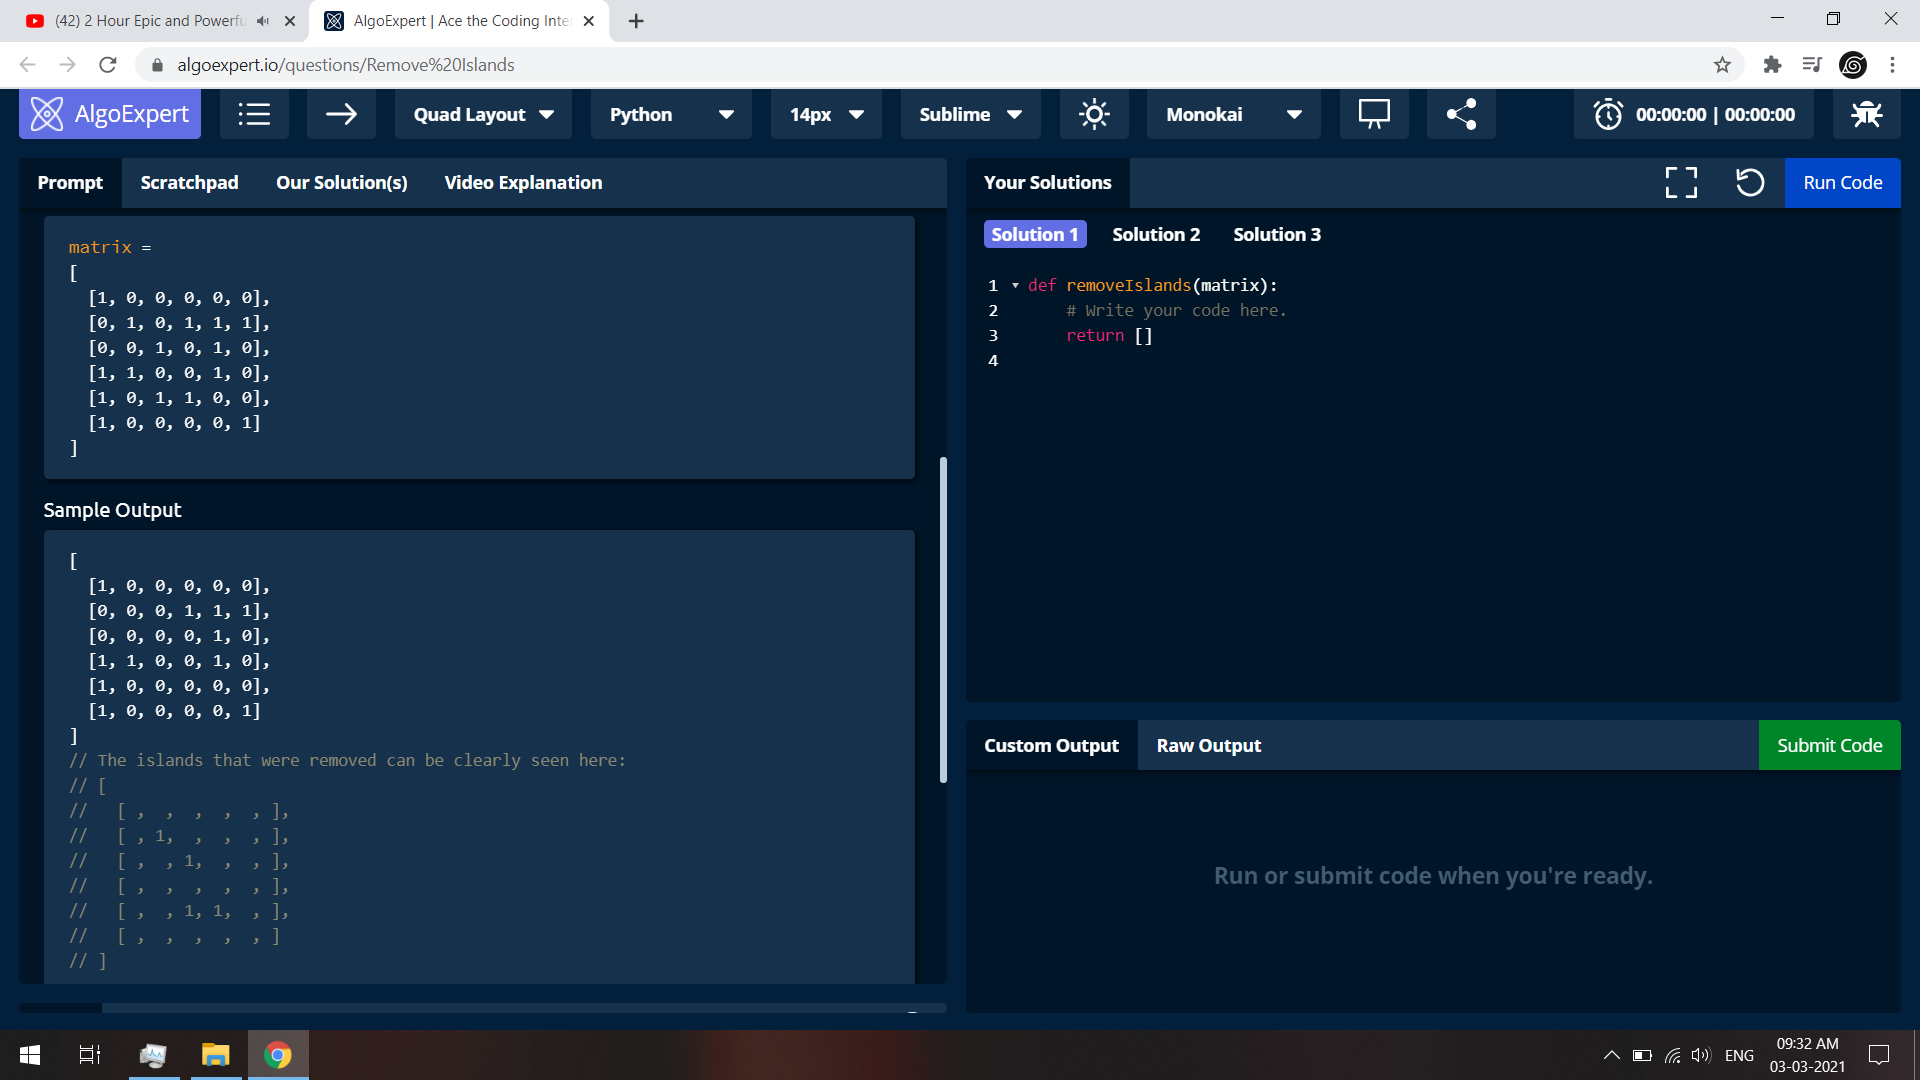 (42) 2 Hour Epic and Powerfu
AlgoExpert | Ace the Coding Inte
algoexpert.io/questions/Remove%20Islands
AlgoExpert
Quad Layout
Python
14px
Sublime
Monokai
00:00:00 | 00:00:00
Prompt Scratchpad Our Solution(s) Video Explanation
matrix =
[
[1, 0, 0, 0, 0, 0],
[0, 1, 0, 1, 1, 1],
[0, 0, 1, 0, 1, 0],
[1, 1, 0, 0, 1, 0],
[1, 0, 1, 1, 0, 0],
[1, 0, 0, 0, 0, 1]
]
Sample Output
[
[1, 0, 0, 0, 0, 0],
[0, 0, 0, 1, 1, 1],
[0, 0, 0, 0, 1, 0],
[1, 1, 0, 0, 1, 0],
[1, 0, 0, 0, 0, 0],
[1, 0, 0, 0, 0, 1]
]
// The islands that were removed can be clearly seen here:
// [
//   [ ,  ,  ,  ,  , ],
//   [ , 1,  ,  ,  , ],
//   [ ,  , 1,  ,  , ],
//   [ ,  ,  ,  ,  , ],
//   [ ,  , 1, 1,  , ],
//   [ ,  ,  ,  ,  , ]
// ]
Your Solutions
Run Code
Solution 1 Solution 2 Solution 3
1 def removeIslands(matrix):
2 # Write your code here.
3 return []
4
Custom Output Raw Output
Submit Code
Run or submit code when you're ready.
ENG
09:32 AM
03-03-2021